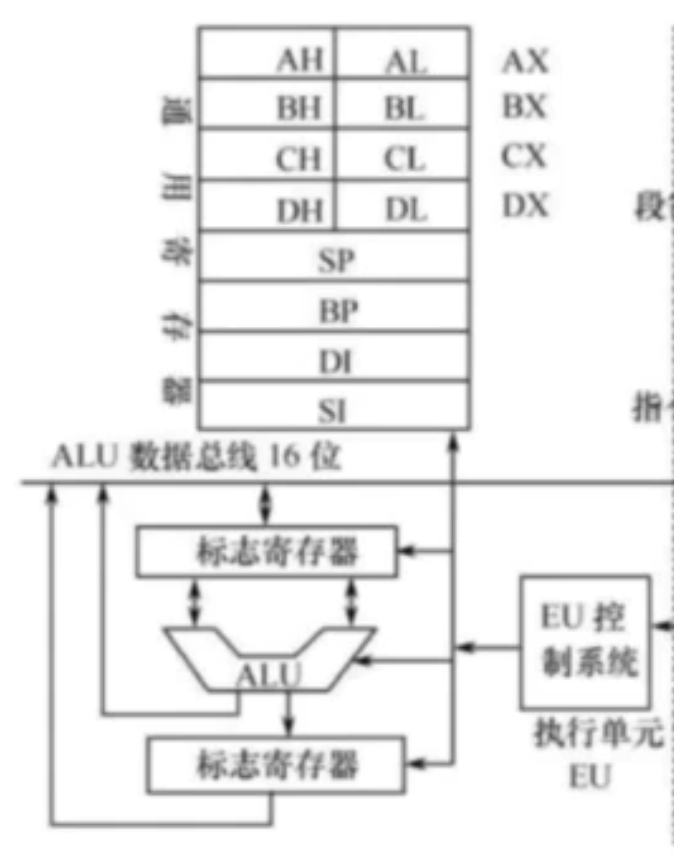 AH AL AX
BH BL BX
CH CL CX
DH DL DX
通用寄存器
SP
BP
DI
SI
段
指
ALU 数据总线 16 位
标志寄存器
ALU
标志寄存器
EU 控
制系统
执行单元
EU